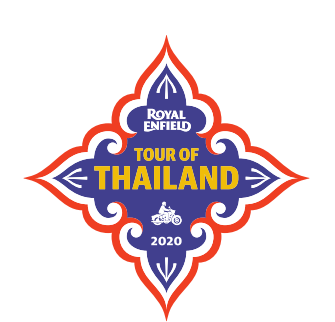 ROYAL
ENFIELD
TOUR OF
THAILAND
2020